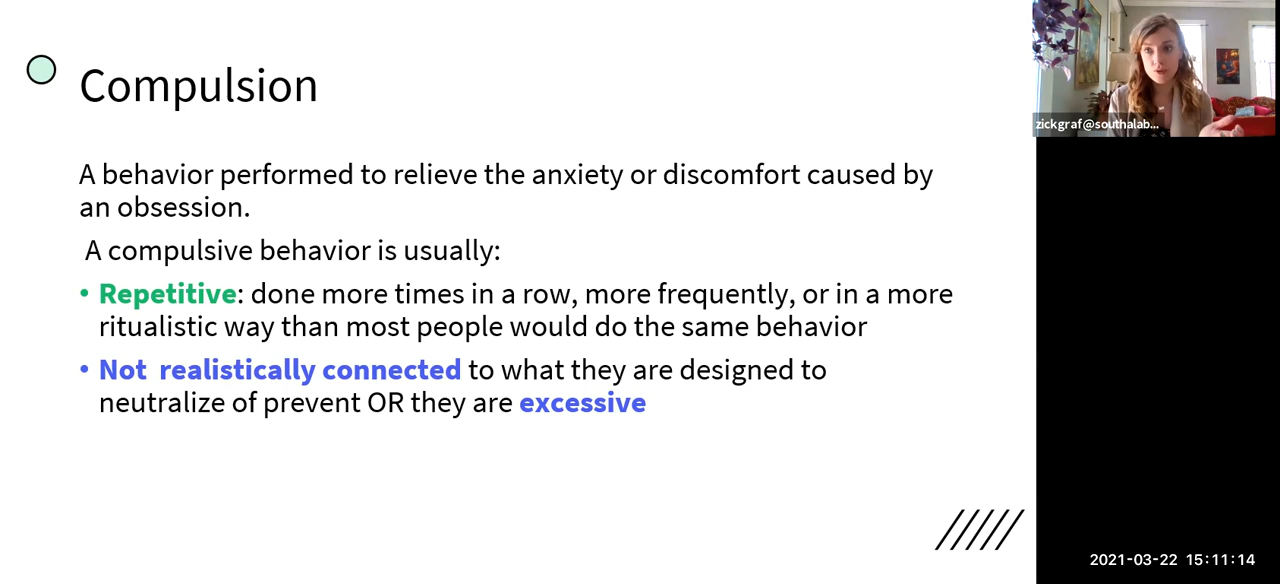 Compulsion
A behavior performed to relieve the anxiety or discomfort caused by
an obsession.
A compulsive behavior is usually:
• Repetitive: done more times in a row, more frequently, or in a more
ritualistic way than most people would do the same behavior
• Not  realistically connected to what they are designed to
neutralize of prevent OR they are excessive
zickgraf@southalab...
2021-03-22 15:11:14